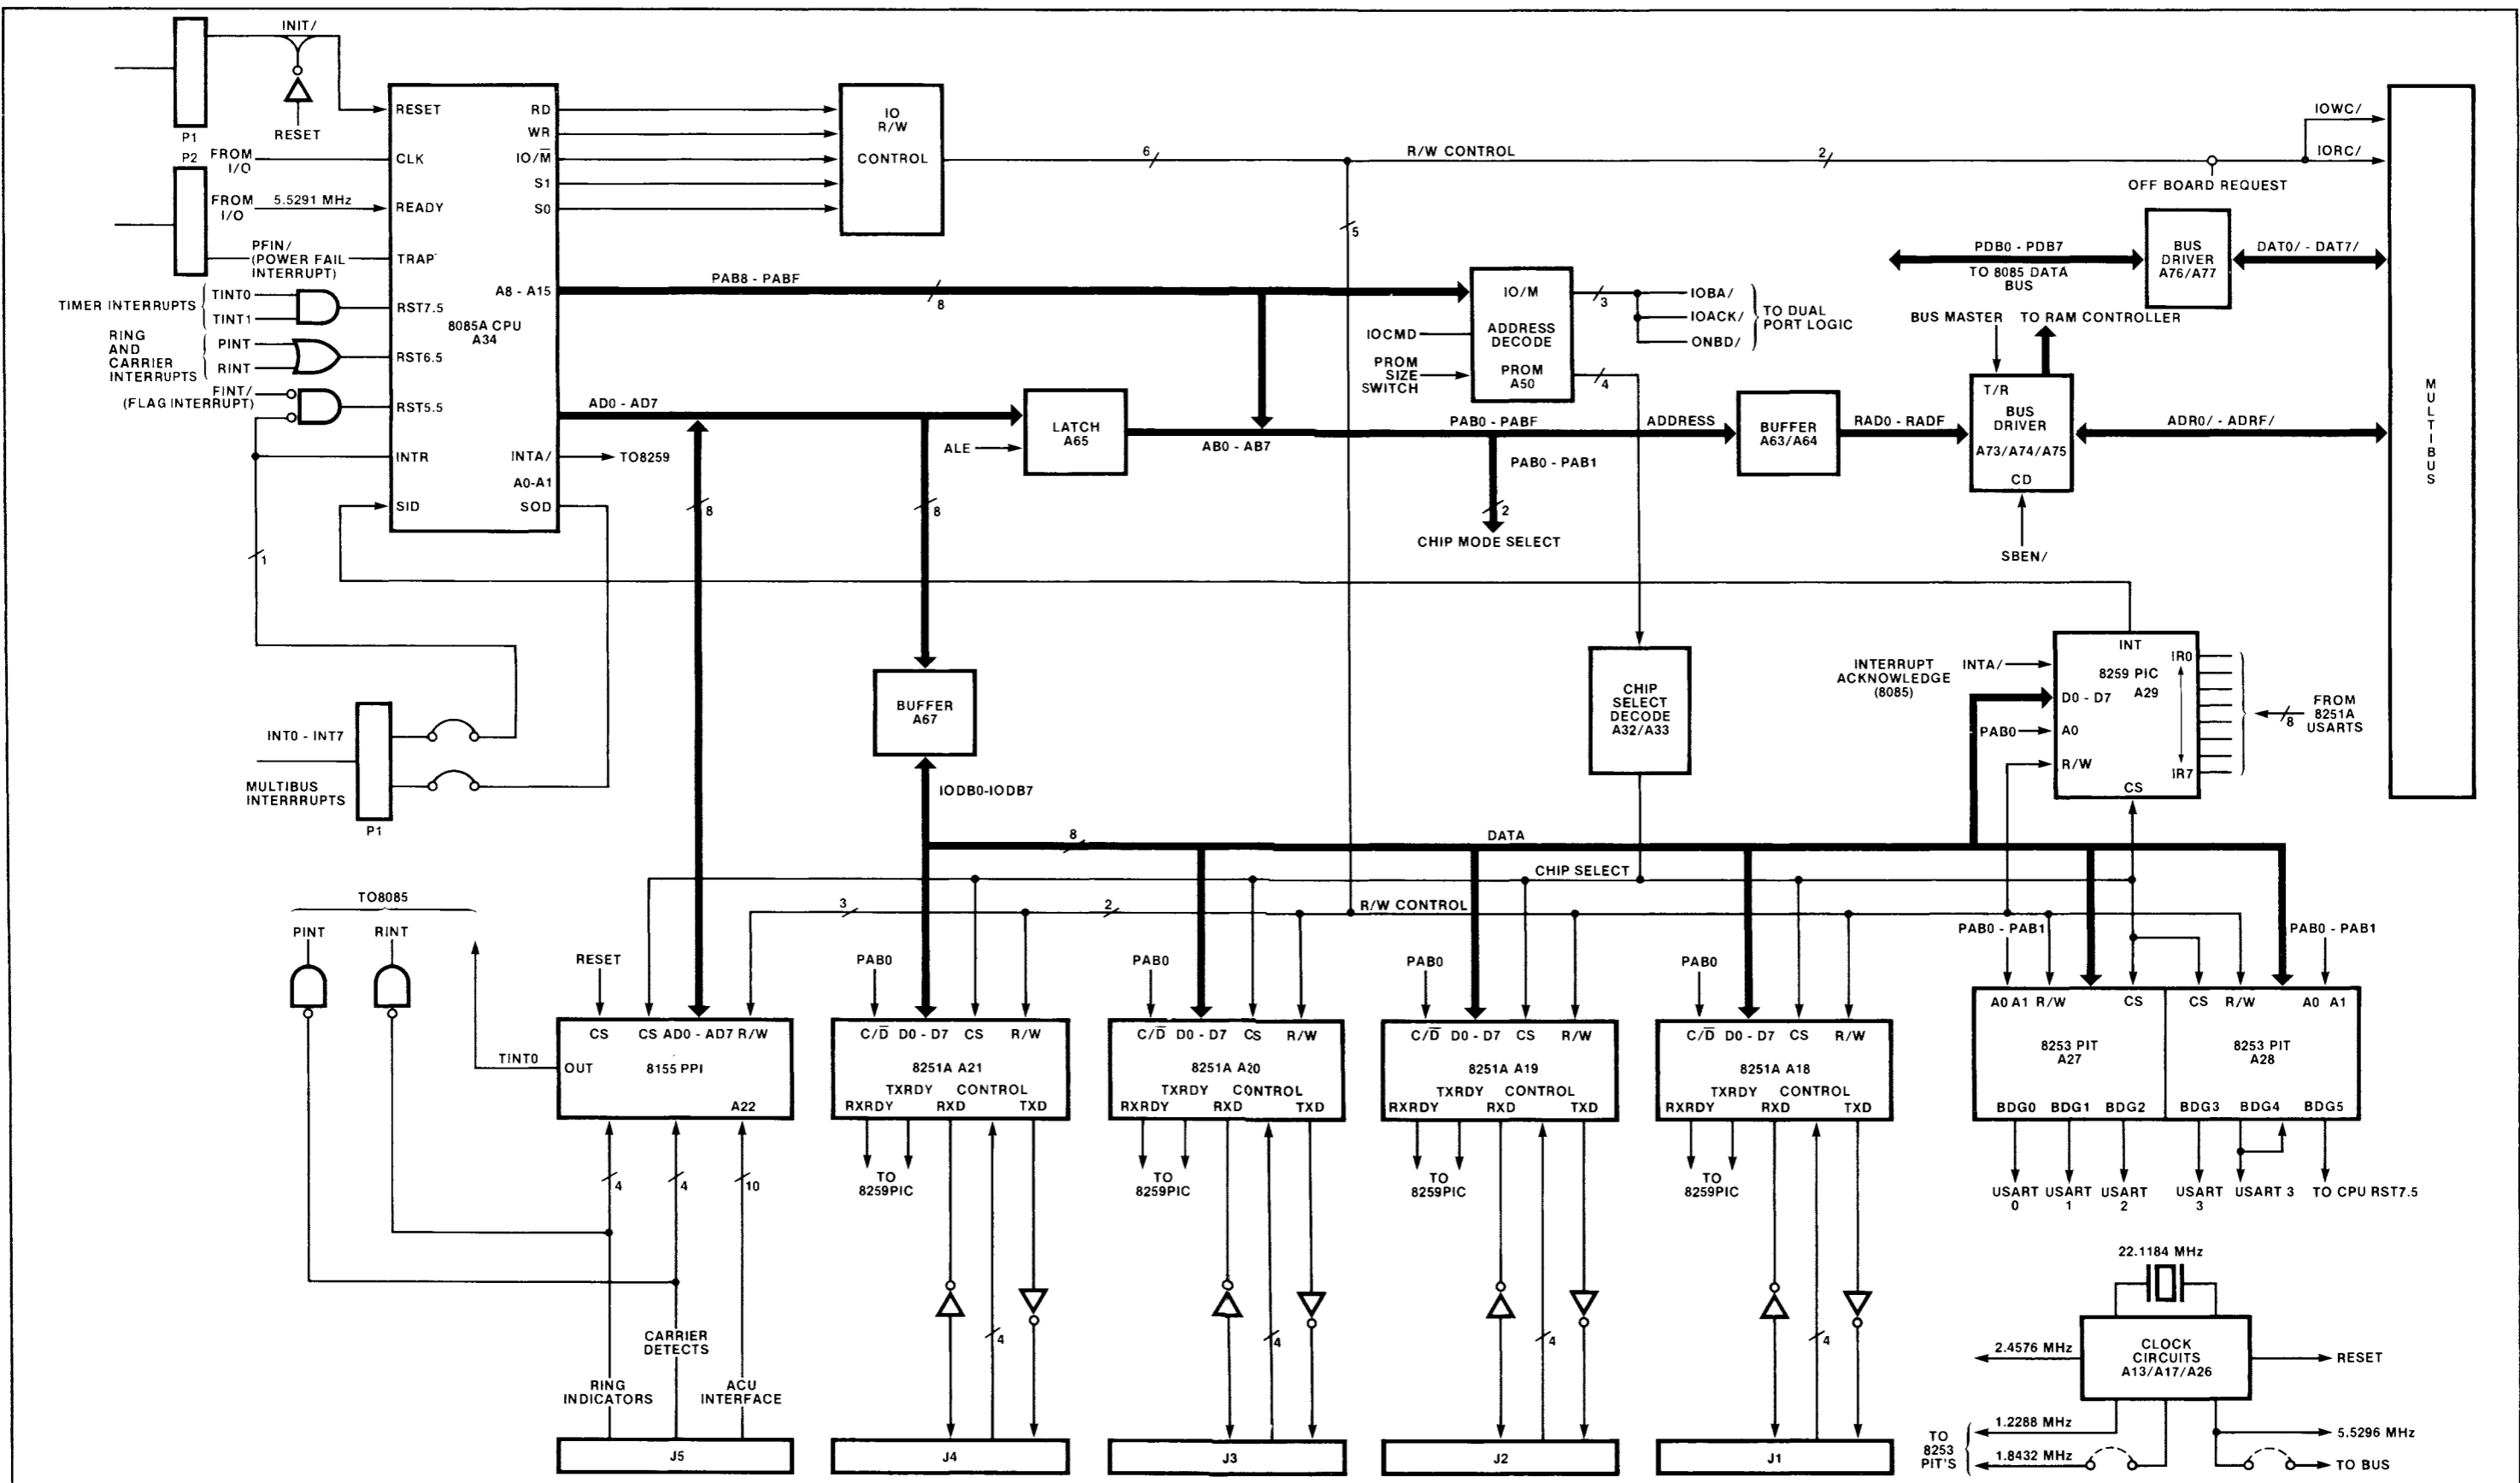 INIT/
P1
RESET
P2
FROM I/O
FROM I/O
5.5291 MHz
PFIN/
(POWER FAIL
INTERRUPT)
TIMER INTERRUPTS
TINT0
TINT1
RING
AND
CARRIER
INTERRUPTS
PINT
RINT
FINT/
(FLAG INTERRUPT)
RESET
CLK
READY
TRAP
RST7.5
RST6.5
RST5.5
INTR
SID
8085A CPU
A34
RD
WR
IO/M̅
S1
S0
A8 - A15
INTA/
A0-A1
SOD
TO8259
1
IO
R/W
CONTROL
6
R/W CONTROL
2
5
IOWC/
IORC/
OFF BOARD REQUEST
PAB8 - PABF
8
IO/M
ADDRESS
DECODE
PROM
A50
IOCMD
PROM
SIZE
SWITCH
3
4
IOBA/
IOACK/
ONBD/
TO DUAL
PORT LOGIC
PDB0 - PDB7
TO 8085 DATA
BUS
BUS
DRIVER
A76/A77
DAT0/ - DAT7/
BUS MASTER
TO RAM CONTROLLER
MULTIBUS
AD0 - AD7
8
8
ALE
LATCH
A65
AB0 - AB7
PAB0 - PABF
ADDRESS
PAB0 - PAB1
2
CHIP MODE SELECT
BUFFER
A63/A64
RAD0 - RADF
T/R
BUS
DRIVER
A73/A74/A75
CD
ADR0/ - ADRF/
SBEN/
BUFFER
A67
IODB0-IODB7
CHIP
SELECT
DECODE
A32/A33
INTERRUPT
ACKNOWLEDGE
(8085)
INTA/
INT
8259 PIC
A29
D0 - D7
PAB0
A0
R/W
CS
IR0
IR7
8
FROM
8251A
USARTS
INT0 - INT7
MULTIBUS
INTERRRUPTS
P1
8
DATA
CHIP SELECT
3
2
R/W CONTROL
TO8085
PINT
RINT
TINT0
RESET
CS
CS
AD0 - AD7
R/W
OUT
8155 PPI
A22
4
4
10
CARRIER
DETECTS
RING
INDICATORS
ACU
INTERFACE
J5
PAB0
C/D̅ D0 - D7 CS R/W
8251A A21
TXRDY CONTROL
RXRDY RXD TXD
TO
8259PIC
4
J4
PAB0
C/D̅ D0 - D7 CS R/W
8251A A20
TXRDY CONTROL
RXRDY RXD TXD
TO
8259PIC
4
J3
PAB0
C/D̅ D0 - D7 CS R/W
8251A A19
TXRDY CONTROL
RXRDY RXD TXD
TO
8259PIC
4
J2
PAB0
C/D̅ D0 - D7 CS R/W
8251A A18
TXRDY CONTROL
RXRDY RXD TXD
TO
8259PIC
4
J1
PAB0 - PAB1
PAB0 - PAB1
A0 A1 R/W CS
CS R/W A0 A1
8253 PIT
A27
8253 PIT
A28
BDG0 BDG1 BDG2
BDG3 BDG4 BDG5
USART
0
USART
1
USART
2
USART
3
USART 3
TO CPU RST7.5
22.1184 MHz
CLOCK
CIRCUITS
A13/A17/A26
2.4576 MHz
RESET
TO
8253
PIT'S
1.2288 MHz
1.8432 MHz
5.5296 MHz
TO BUS